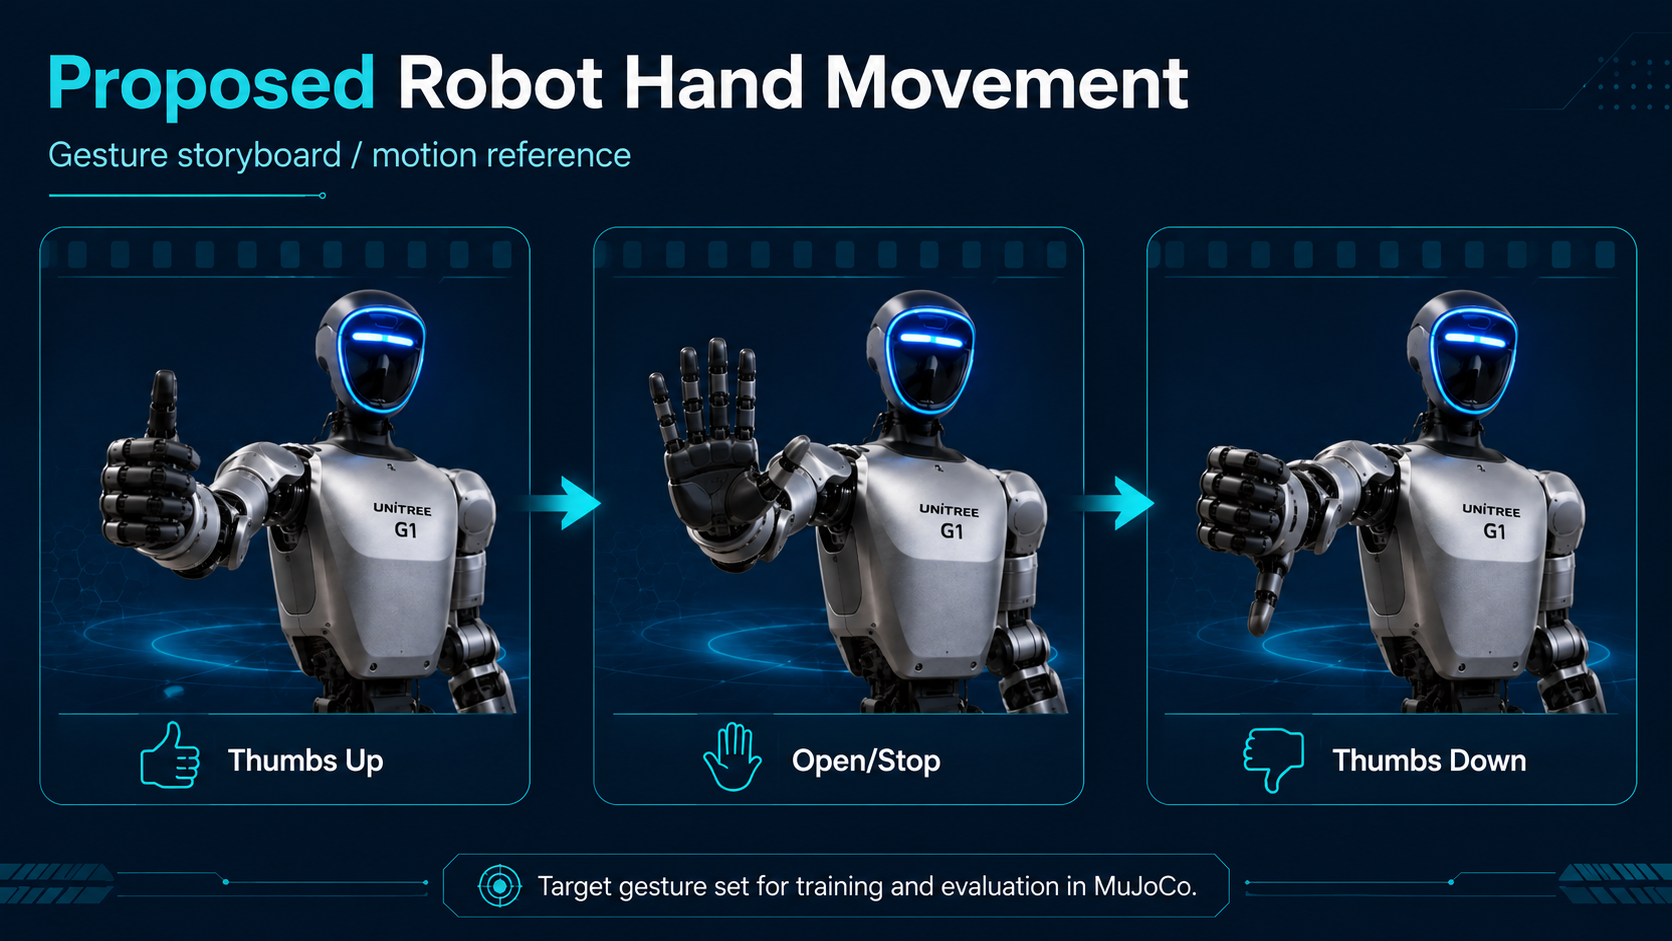 Proposed Robot Hand Movement
Gesture storyboard / motion reference
UNiTREE
G1
UNiTREE
G1
UNiTREE
G1
Thumbs Up
Open/Stop
Thumbs Down
Target gesture set for training and evaluation in MuJoCo.